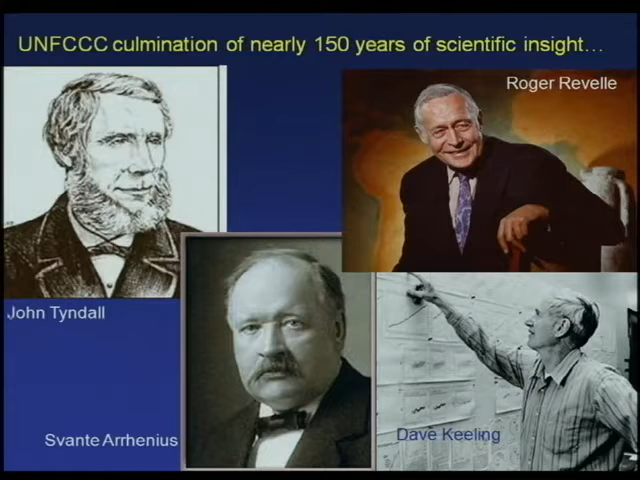 UNFCCC culmination of nearly 150 years of scientific insight…
Roger Revelle
John Tyndall
Svante Arrhenius
Dave Keeling